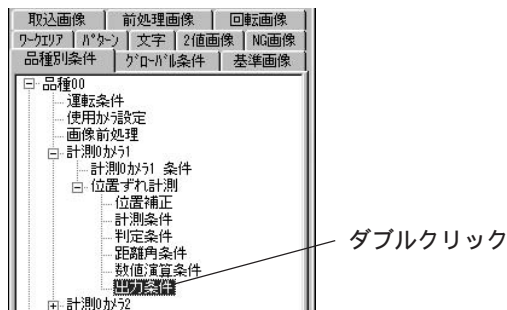 取込画像 前処理画像 回転画像
ワークエリア パターン 文字 2値画像 NG画像
品種別条件 グローバル条件 基準画像
品種00
運転条件
使用カメラ設定
画像前処理
計測0カメラ1
計測0カメラ1 条件
位置ずれ計測
位置補正
計測条件
判定条件
距離角条件
数値演算条件
出力条件
ダブルクリック
計測0カメラ2